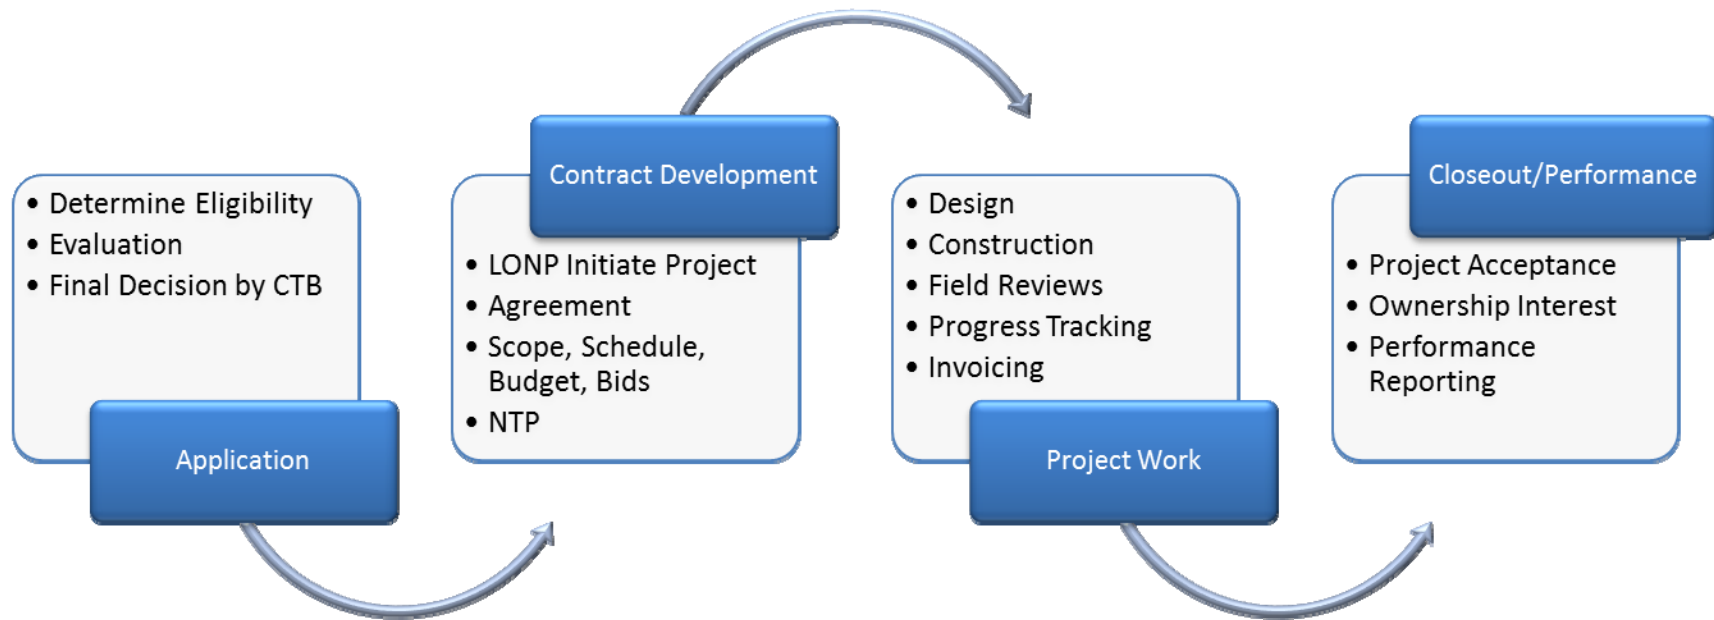 • Determine Eligibility
• Evaluation
• Final Decision by CTB
Application
Contract Development
• LONP Initiate Project
• Agreement
• Scope, Schedule,
Budget, Bids
• NTP
• Design
• Construction
• Field Reviews
• Progress Tracking
• Invoicing
Project Work
Closeout/Performance
• Project Acceptance
• Ownership Interest
• Performance
Reporting